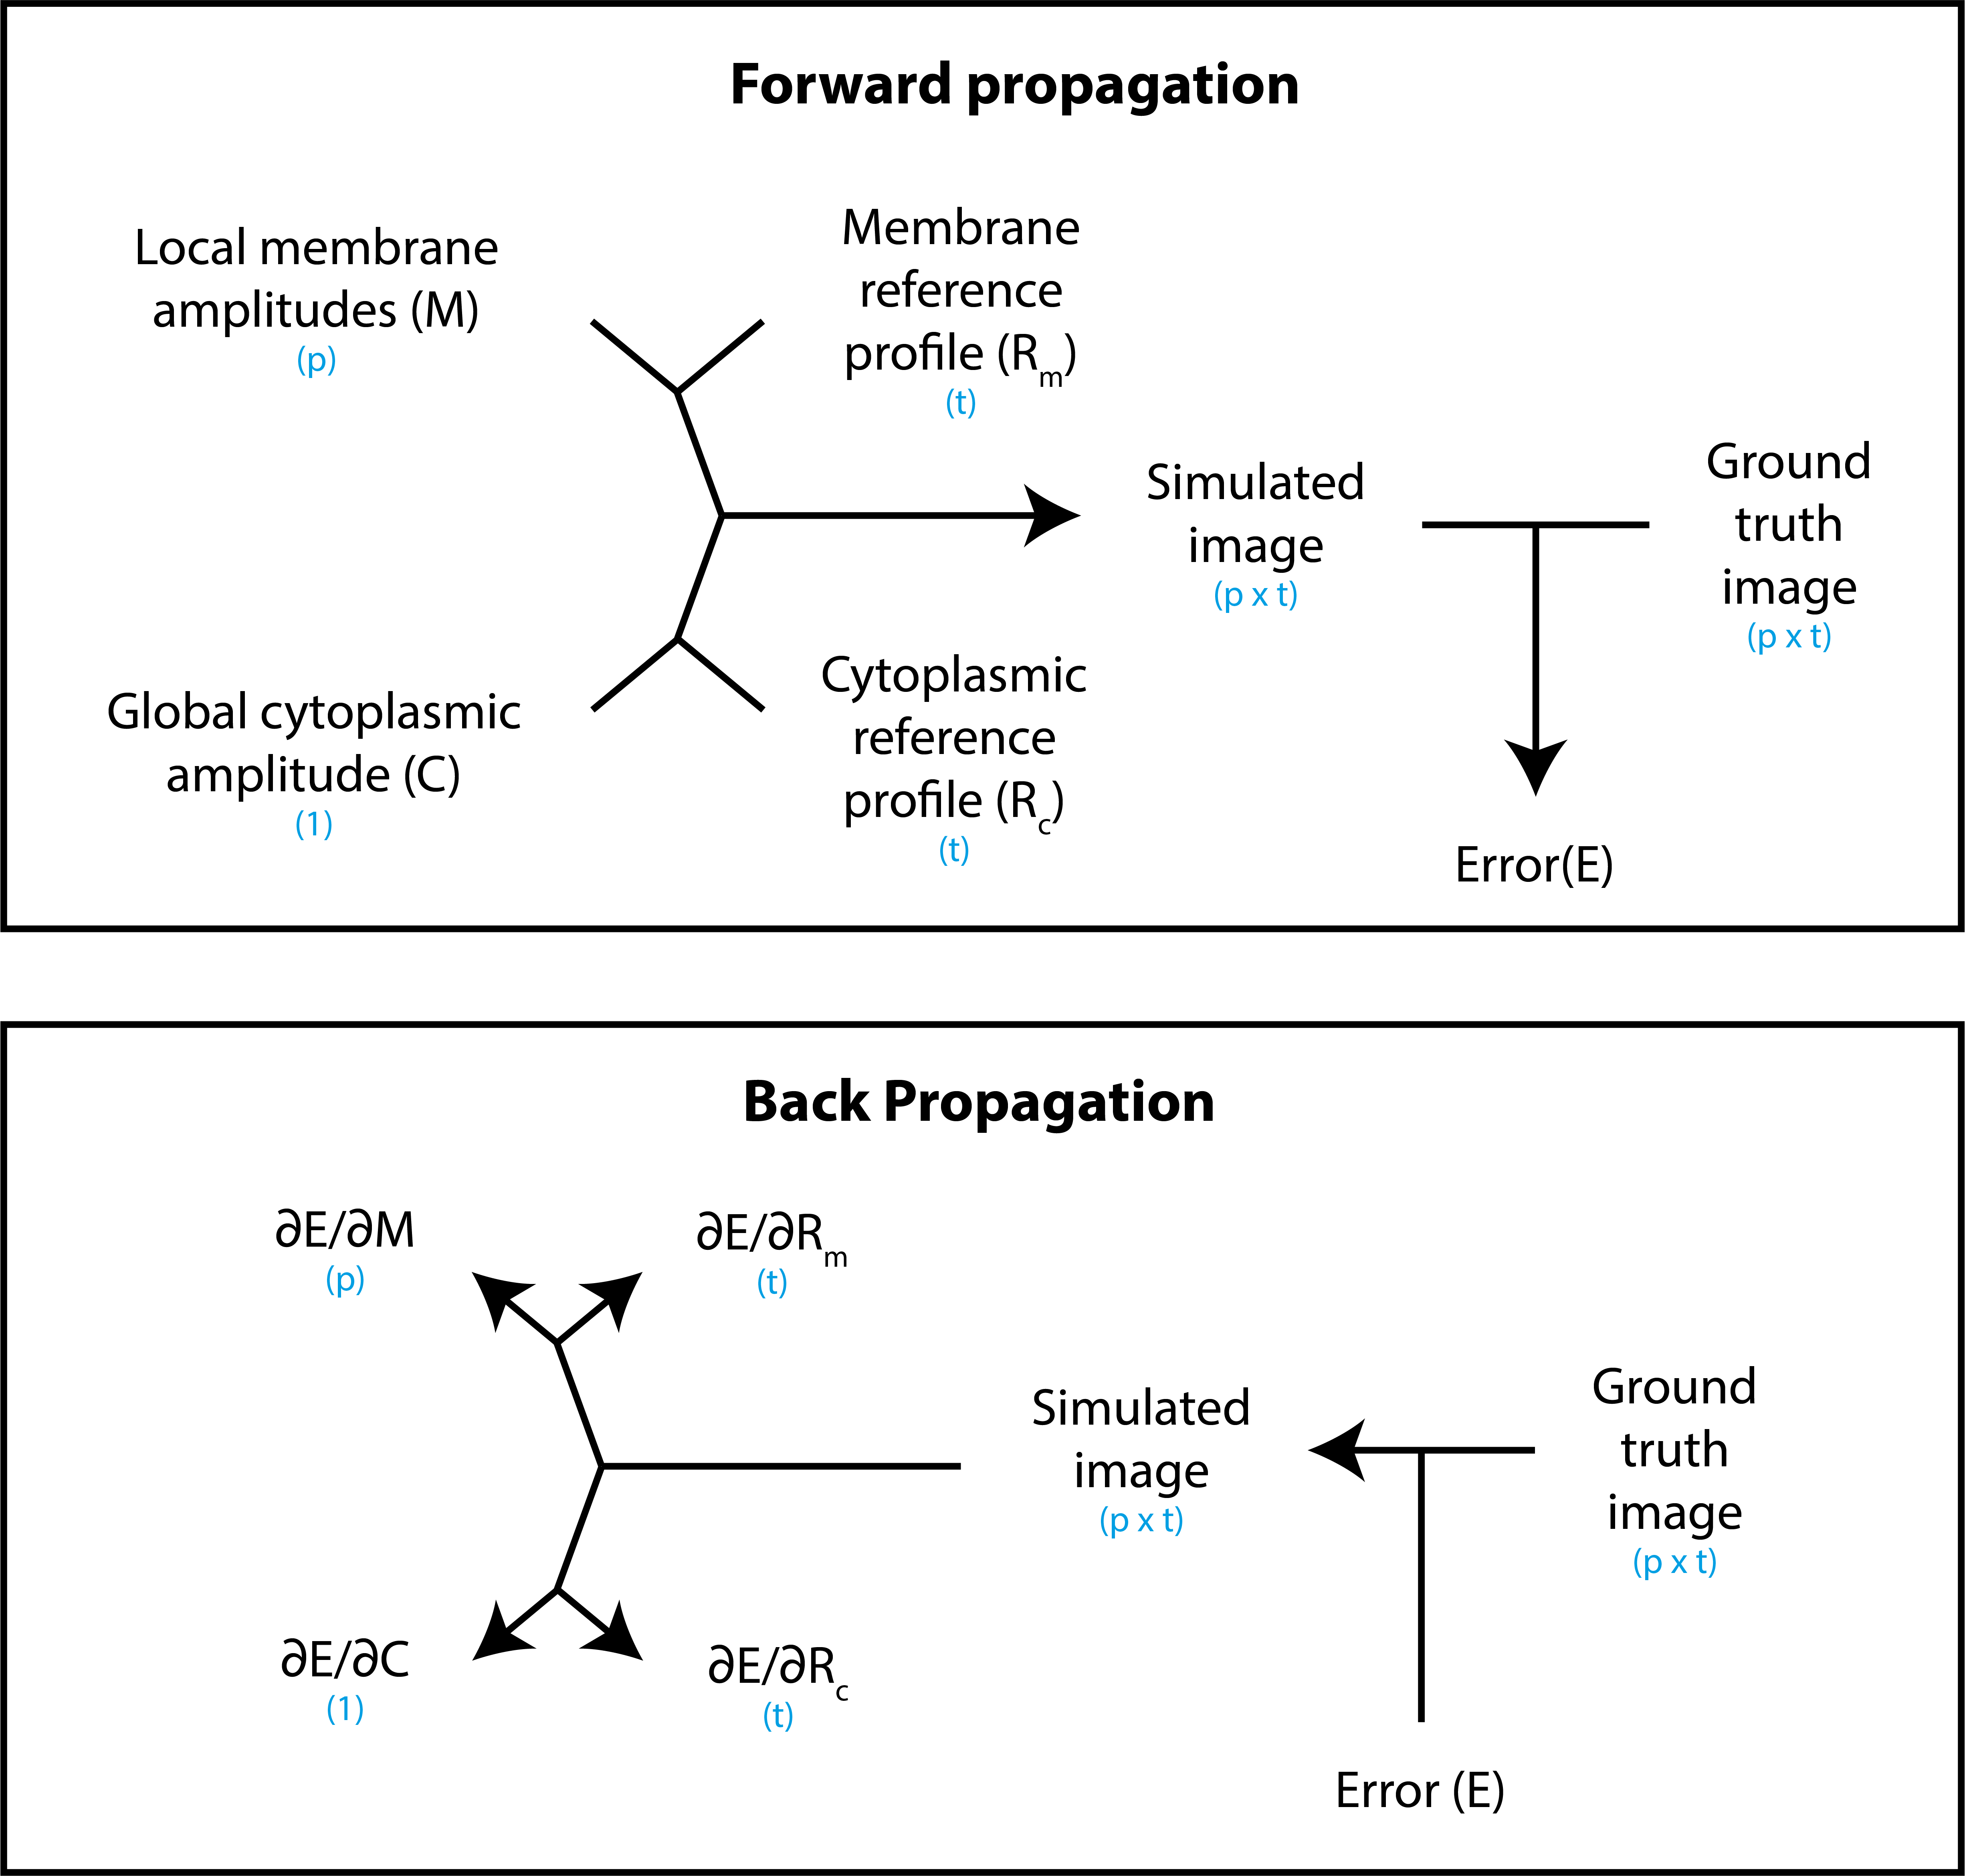 Forward propagation
Local membrane
amplitudes (M)
(p)
Membrane
reference
profile (Rm)
(t)
Global cytoplasmic
amplitude (C)
(1)
Cytoplasmic
reference
profile (Rc)
(t)
Simulated
image
(p x t)
Ground
truth
image
(p x t)
Error(E)
Back Propagation
∂E/∂M
(p)
∂E/∂Rm
(t)
∂E/∂C
(1)
∂E/∂Rc
(t)
Simulated
image
(p x t)
Ground
truth
image
(p x t)
Error (E)